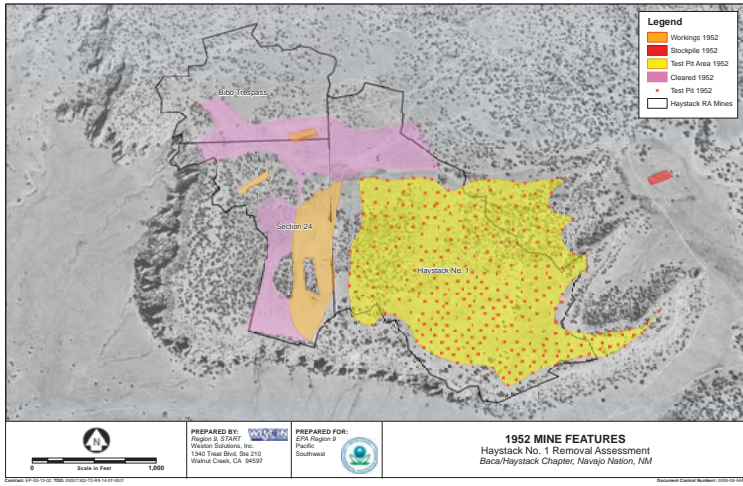 Legend
Workings 1952
Stockpile 1952
Test Pit Area 1952
Cleared 1952
Test Pit 1952
Haystack RA Mines
Bibo Trespass
Section 24
Haystack No. 1
N
0 1,000
Scale in Feet
PREPARED BY:
Region 9, START
Weston Solutions, Inc.
1340 Treat Blvd, Ste 210
Walnut Creek, CA 94597
PREPARED FOR:
EPA Region 9
Pacific
Southwest
1952 MINE FEATURES
Haystack No. 1 Removal Assessment
Baca/Haystack Chapter, Navajo Nation, NM